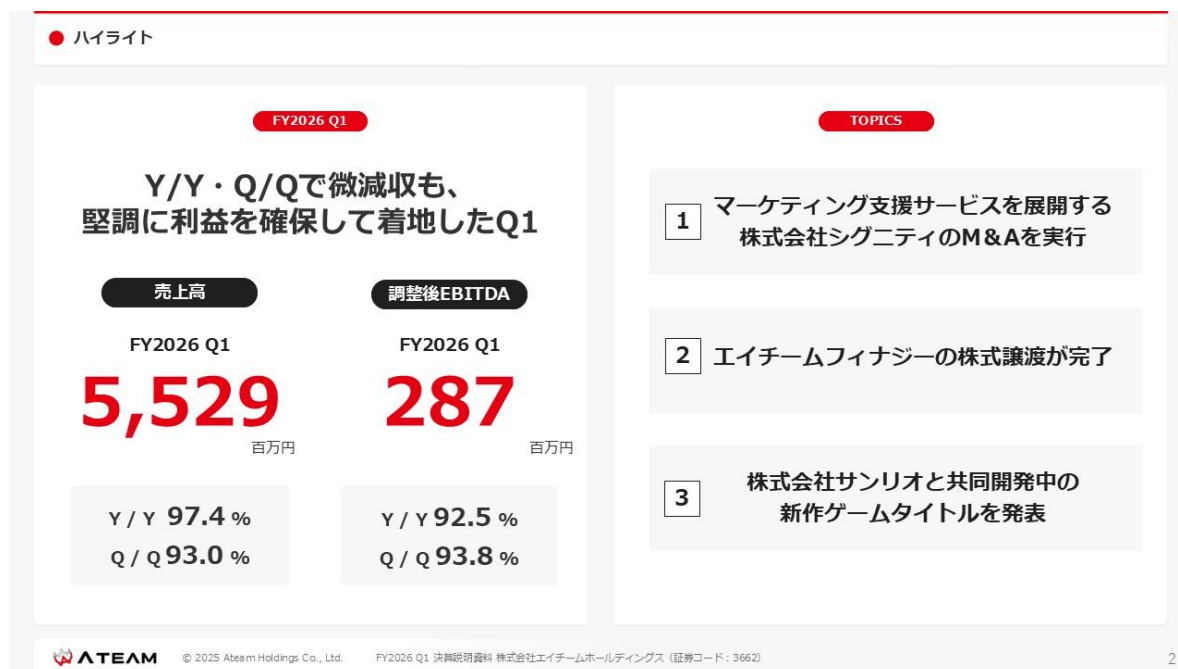 ハイライト
FY2026 Q1
Y/Y・Q/Qで微減収も、
堅調に利益を確保して着地したQ1
売上高
FY2026 Q1
5,529
百万円
Y / Y 97.4 %
Q / Q 93.0 %
調整後EBITDA
FY2026 Q1
287
百万円
Y / Y 92.5 %
Q / Q 93.8 %
TOPICS
1
マーケティング支援サービスを展開する
株式会社シグニティのM&Aを実行
2
エイチームフィナジーの株式譲渡が完了
3
株式会社サンリオと共同開発中の
新作ゲームタイトルを発表
ATEAM
© 2025 Ateam Holdings Co., Ltd.
FY2026 Q1 決算説明資料 株式会社エイチームホールディングス（証券コード：3662）
2